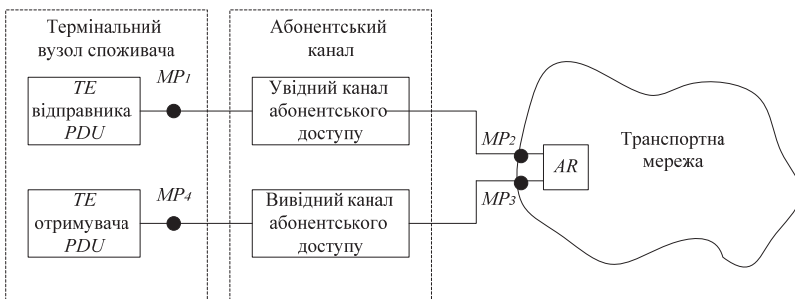 Термінальний
вузол споживача
Абонентський
канал
TE
відправника
PDU
MP1
Увідний канал
абонентського
доступу
MP2
AR
Транспортна
мережа
MP3
TE
отримувача
PDU
MP4
Вивідний канал
абонентського
доступу